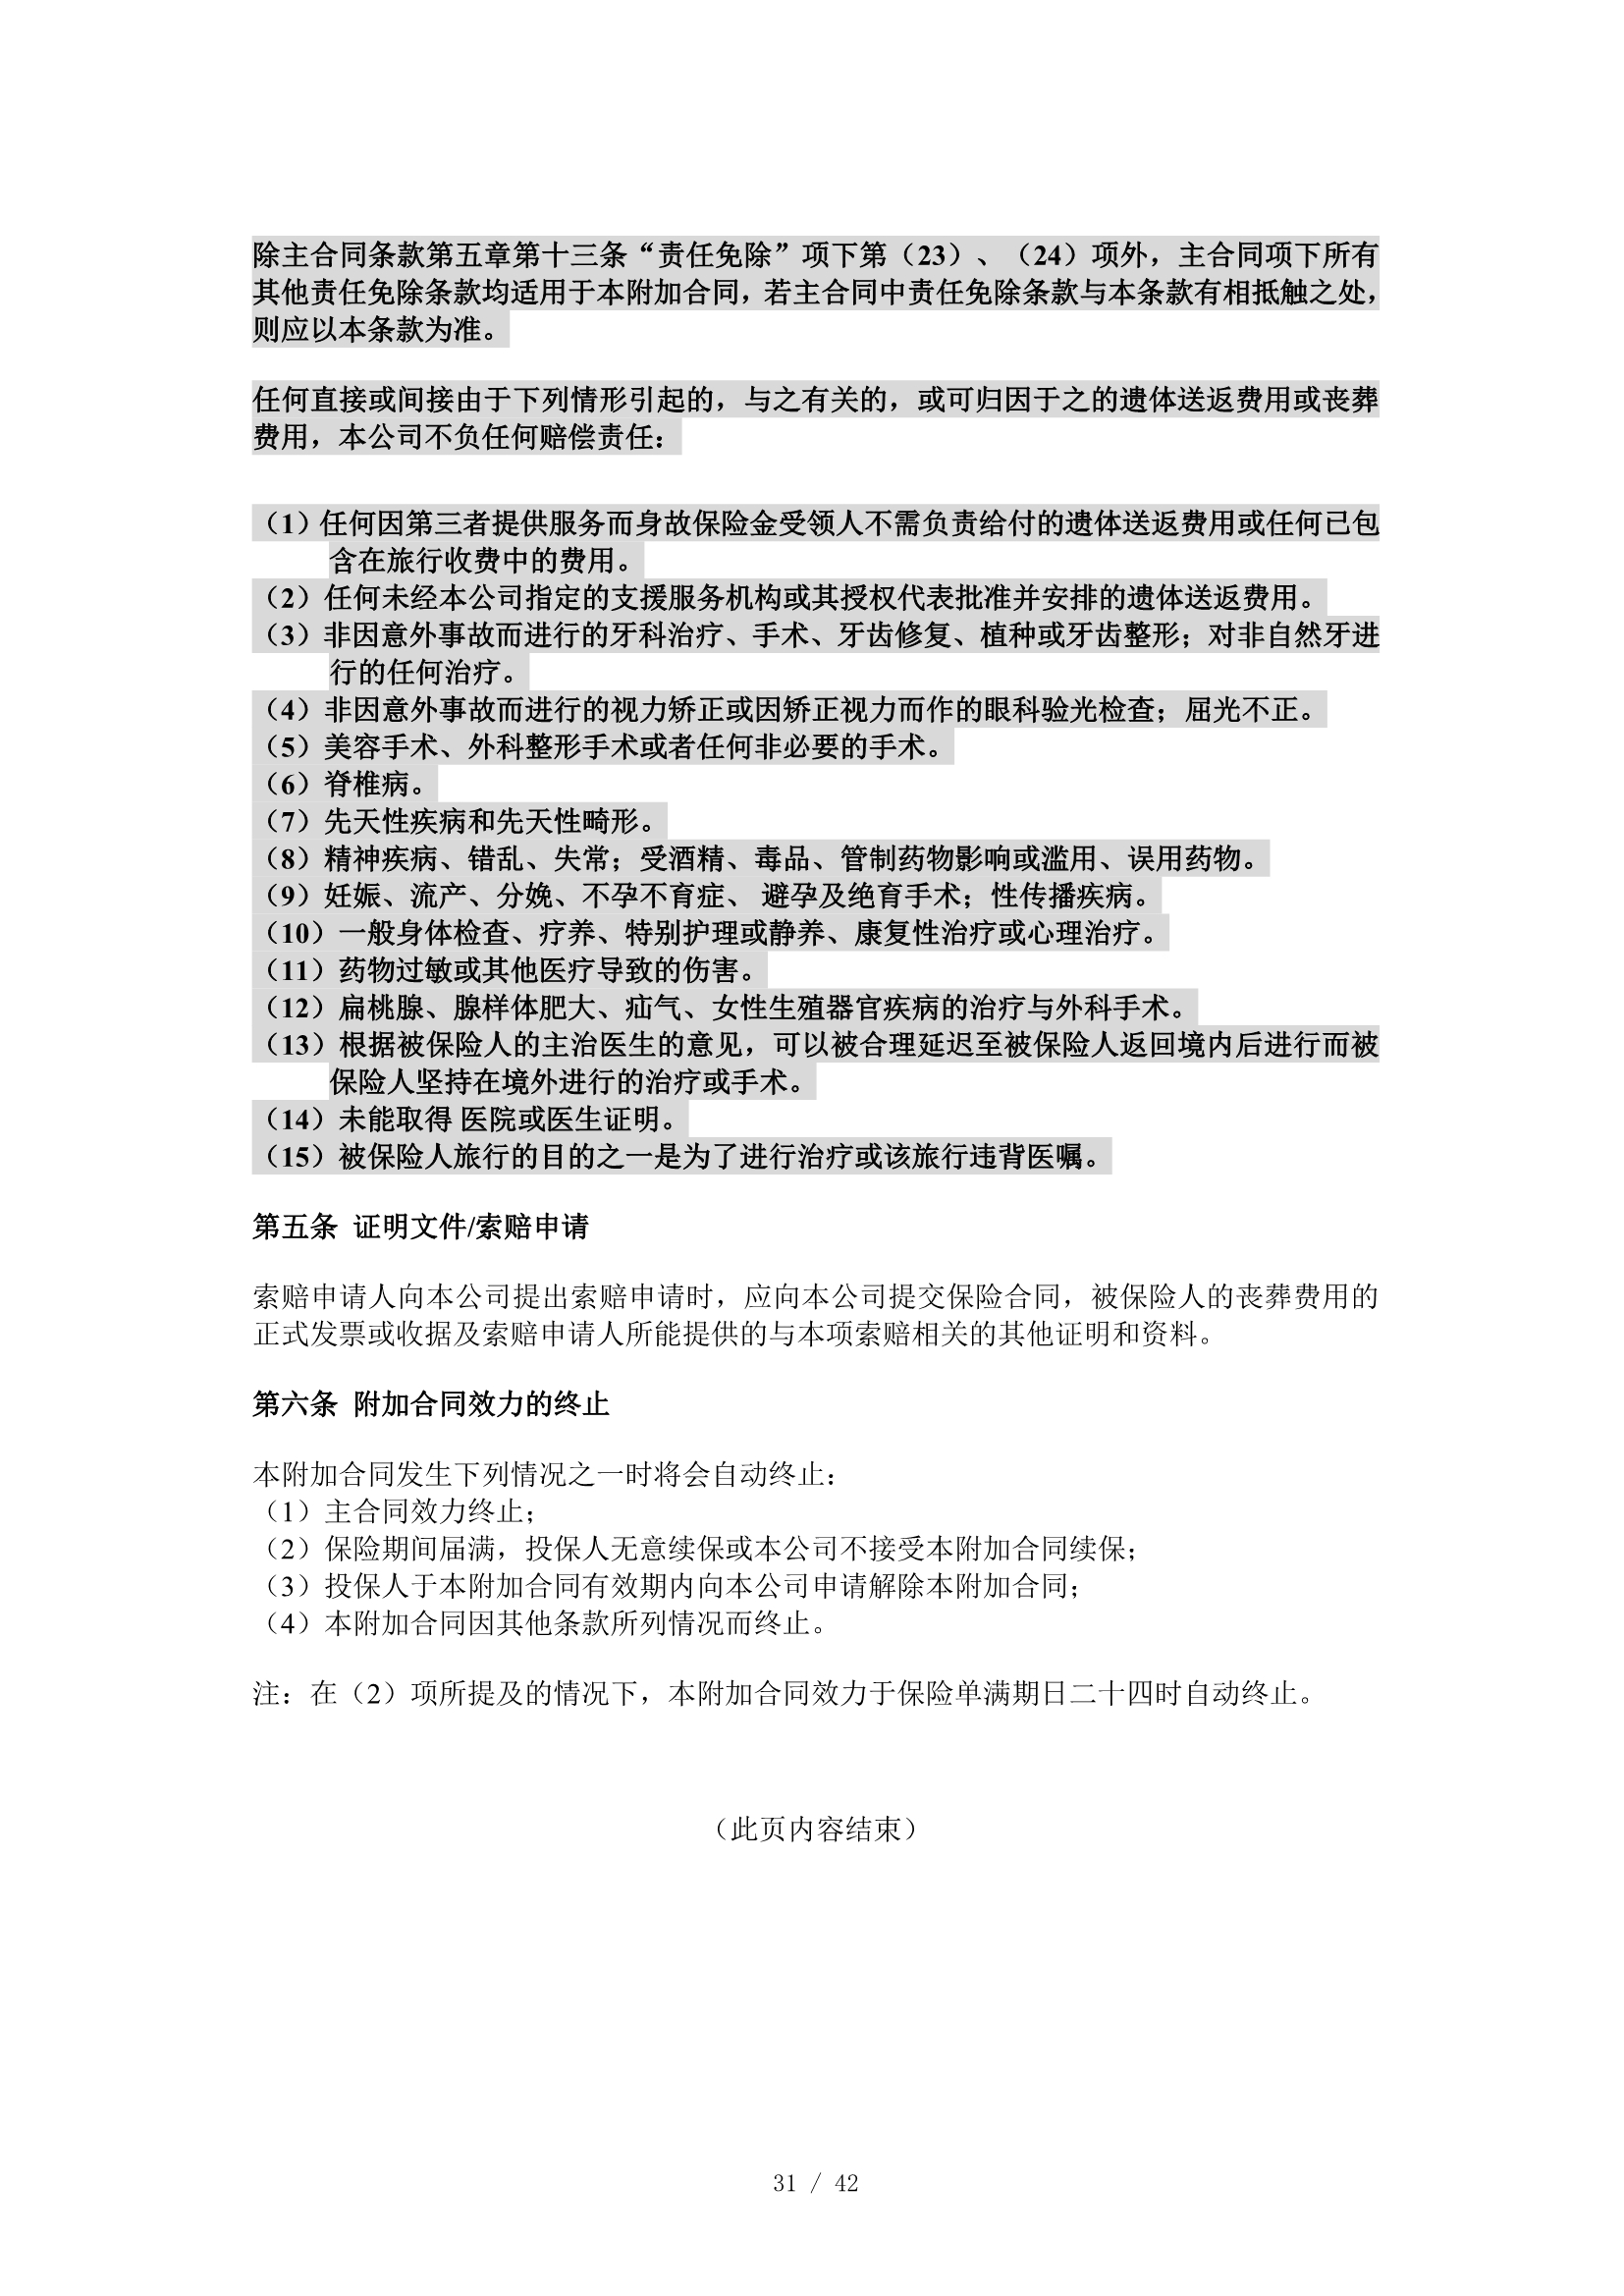 除主合同条款第五章第十三条“责任免除”项下第（23）、（24）项外，主合同项下所有
其他责任免除条款均适用于本附加合同，若主合同中责任免除条款与本条款有相抵触之处，
则应以本条款为准。
任何直接或间接由于下列情形引起的，与之有关的，或可归因于之的遗体送返费用或丧葬
费用，本公司不负任何赔偿责任：
（1）任何因第三者提供服务而身故保险金受领人不需负责给付的遗体送返费用或任何已包
含在旅行收费中的费用。
（2）任何未经本公司指定的支援服务机构或其授权代表批准并安排的遗体送返费用。
（3）非因意外事故而进行的牙科治疗、手术、牙齿修复、植种或牙齿整形；对非自然牙进
行的任何治疗。
（4）非因意外事故而进行的视力矫正或因矫正视力而作的眼科验光检查；屈光不正。
（5）美容手术、外科整形手术或者任何非必要的手术。
（6）脊椎病。
（7）先天性疾病和先天性畸形。
（8）精神疾病、错乱、失常；受酒精、毒品、管制药物影响或滥用、误用药物。
（9）妊娠、流产、分娩、不孕不育症、 避孕及绝育手术；性传播疾病。
（10）一般身体检查、疗养、特别护理或静养、康复性治疗或心理治疗。
（11）药物过敏或其他医疗导致的伤害。
（12）扁桃腺、腺样体肥大、疝气、女性生殖器官疾病的治疗与外科手术。
（13）根据被保险人的主治医生的意见，可以被合理延迟至被保险人返回境内后进行而被
保险人坚持在境外进行的治疗或手术。
（14）未能取得 医院或医生证明。
（15）被保险人旅行的目的之一是为了进行治疗或该旅行违背医嘱。
第五条 证明文件/索赔申请
索赔申请人向本公司提出索赔申请时，应向本公司提交保险合同，被保险人的丧葬费用的
正式发票或收据及索赔申请人所能提供的与本项索赔相关的其他证明和资料。
第六条 附加合同效力的终止
本附加合同发生下列情况之一时将会自动终止：
（1）主合同效力终止；
（2）保险期间届满，投保人无意续保或本公司不接受本附加合同续保；
（3）投保人于本附加合同有效期内向本公司申请解除本附加合同；
（4）本附加合同因其他条款所列情况而终止。
注：在（2）项所提及的情况下，本附加合同效力于保险单满期日二十四时自动终止。
（此页内容结束）
31 / 42